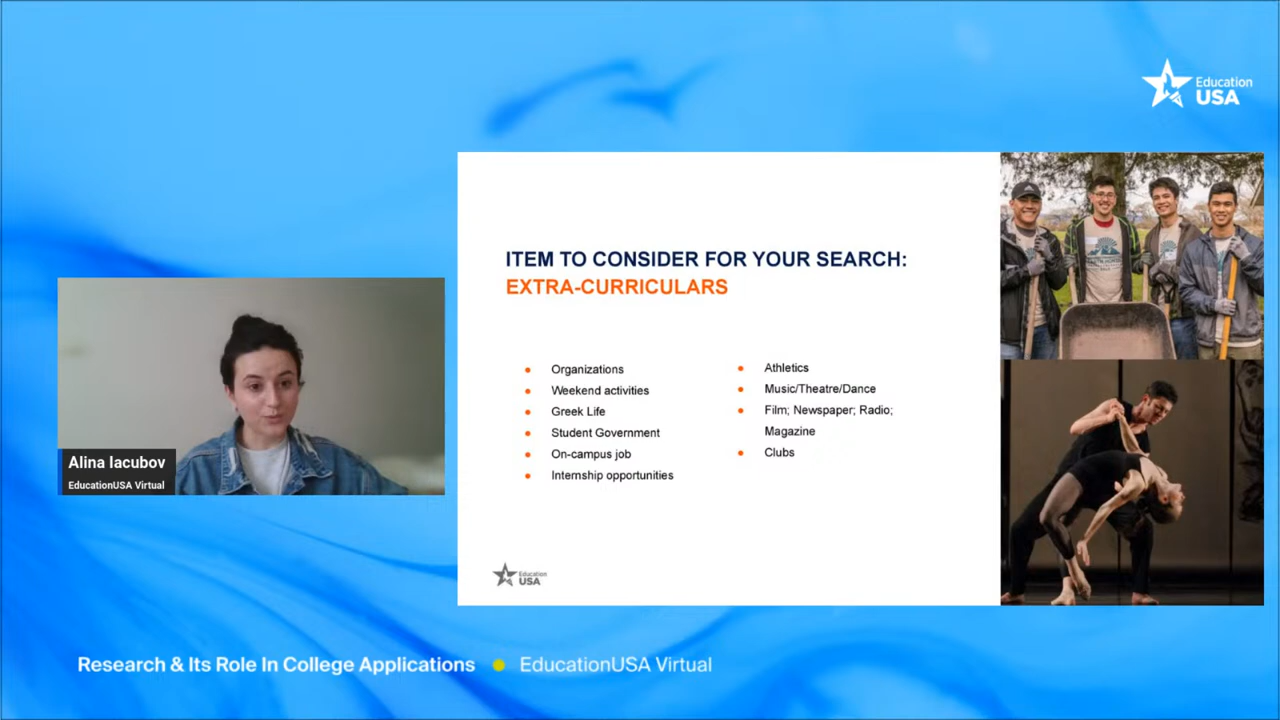 Education
USA
ITEM TO CONSIDER FOR YOUR SEARCH:
EXTRA-CURRICULARS
Organizations
Weekend activities
Greek Life
Student Government
On-campus job
Internship opportunities
Athletics
Music/Theatre/Dance
Film; Newspaper; Radio;
Magazine
Clubs
Education
USA
Alina Iacubov
EducationUSA Virtual
Research & Its Role In College Applications
EducationUSA Virtual